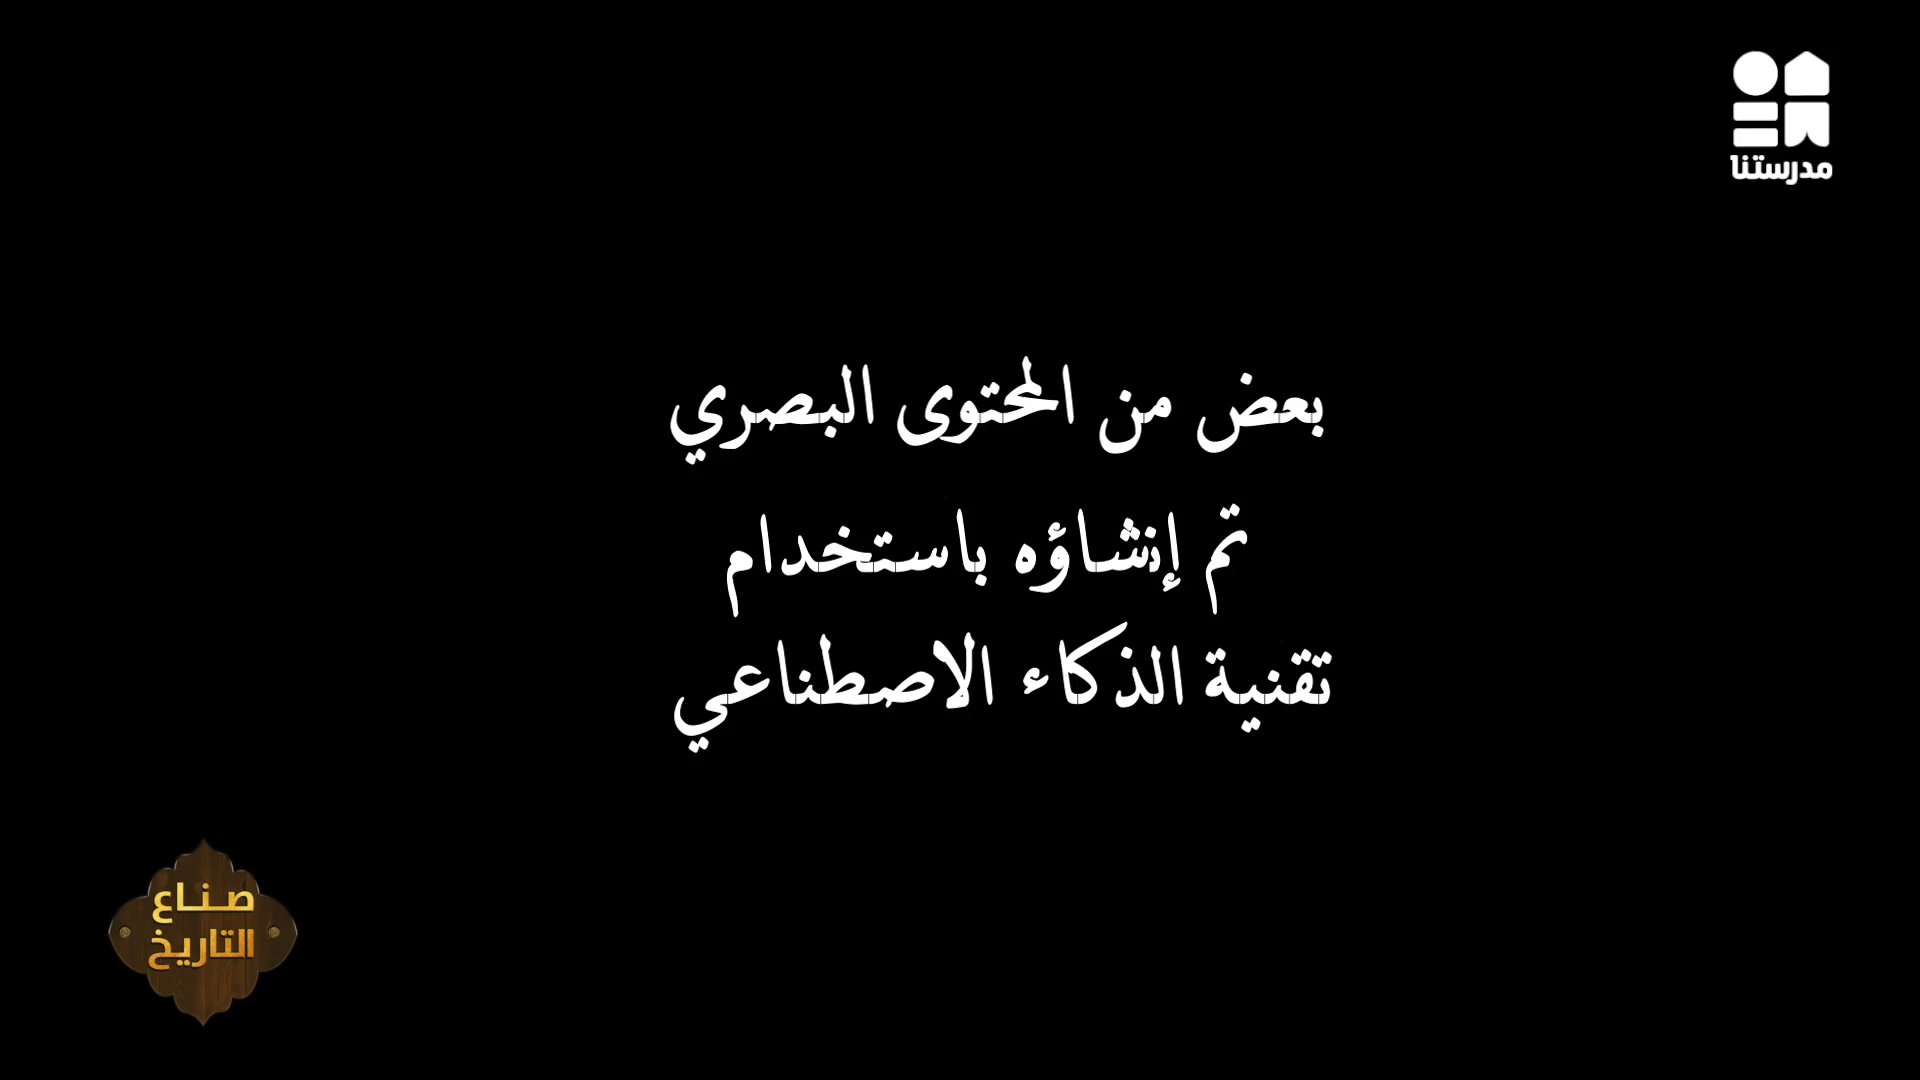 مدرستنا
بعض من المحتوى البصري
تم إنشاؤه باستخدام
تقنية الذكاء الاصطناعي
صناع
التاريخ